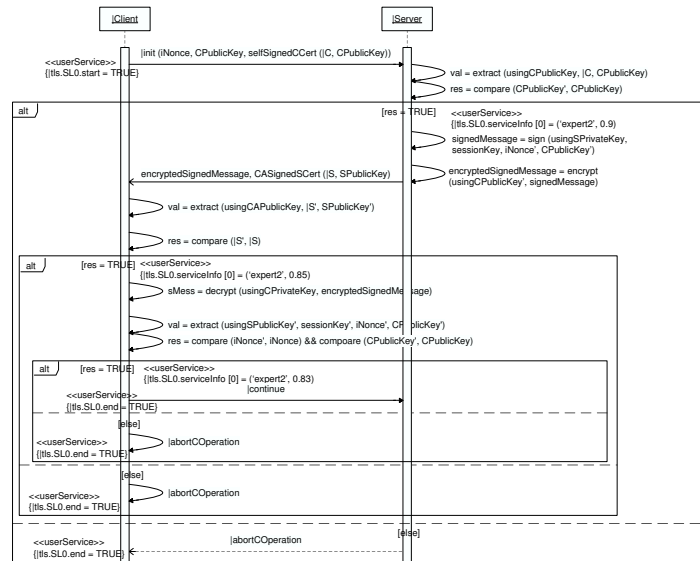 |Client
|Server
|init (iNonce, CPublicKey, selfSignedCCert (|C, CPublicKey))
<<userService>>
{|tls.SL0.start = TRUE}
val = extract (usingCPublicKey, |C, CPublicKey)
res = compare (CPublicKey', CPublicKey)
alt
[res = TRUE]
<<userService>>
{|tls.SL0.serviceInfo [0] = ('expert2', 0.9)
signedMessage = sign (usingSPrivateKey,
sessionKey, iNonce', CPublicKey')
encryptedSignedMessage = encrypt
(usingCPublicKey', signedMessage)
encryptedSignedMessage, CASignedSCert (|S, SPublicKey)
val = extract (usingCAPublicKey, |S', SPublicKey')
res = compare (|S', |S)
alt
[res = TRUE]
<<userService>>
{|tls.SL0.serviceInfo [0] = ('expert2', 0.85)
sMess = decrypt (usingCPrivateKey, encryptedSignedMessage)
val = extract (usingSPublicKey', sessionKey', iNonce', CPublicKey')
res = compare (iNonce', iNonce) && compoare (CPublicKey', CPublicKey)
alt
[res = TRUE]
<<userService>>
{|tls.SL0.serviceInfo [0] = ('expert2', 0.83)
|continue
<<userService>>
{|tls.SL0.end = TRUE}
[else]
<<userService>>
{|tls.SL0.end = TRUE}
|abortCOperation
[else]
<<userService>>
{|tls.SL0.end = TRUE}
|abortCOperation
[else]
<<userService>>
{|tls.SL0.end = TRUE}
|abortCOperation